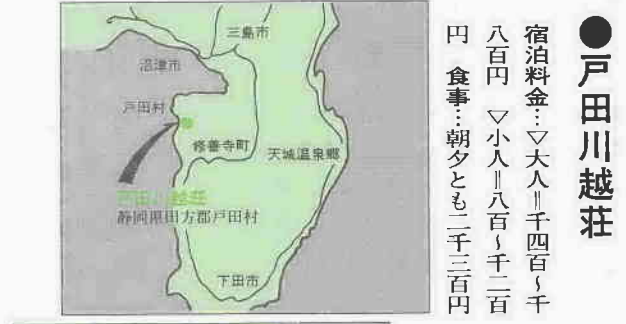 ●戸田川越荘
宿泊料金…▽大人‖千四百~千
八百円 ▽小人‖八百~千二百
円 食事…朝夕とも二千三百円
三島市
沼津市
戸田村
修善寺町
天城温泉郷
戸田川越荘
静岡県田方郡戸田村
下田市